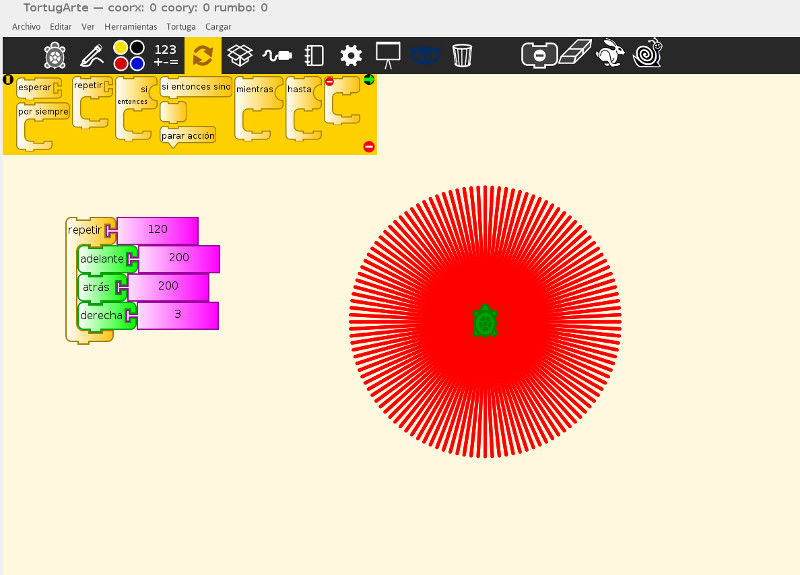 TortugArte — coorx: 0 coory: 0 rumbo: 0
Archivo Editar Ver Herramientas Tortuga Cargar
123
+-=
esperar
repetir
si
entonces
si entonces sino
mientras
hasta
por siempre
parar acción
repetir 120
adelante 200
atrás 200
derecha 3